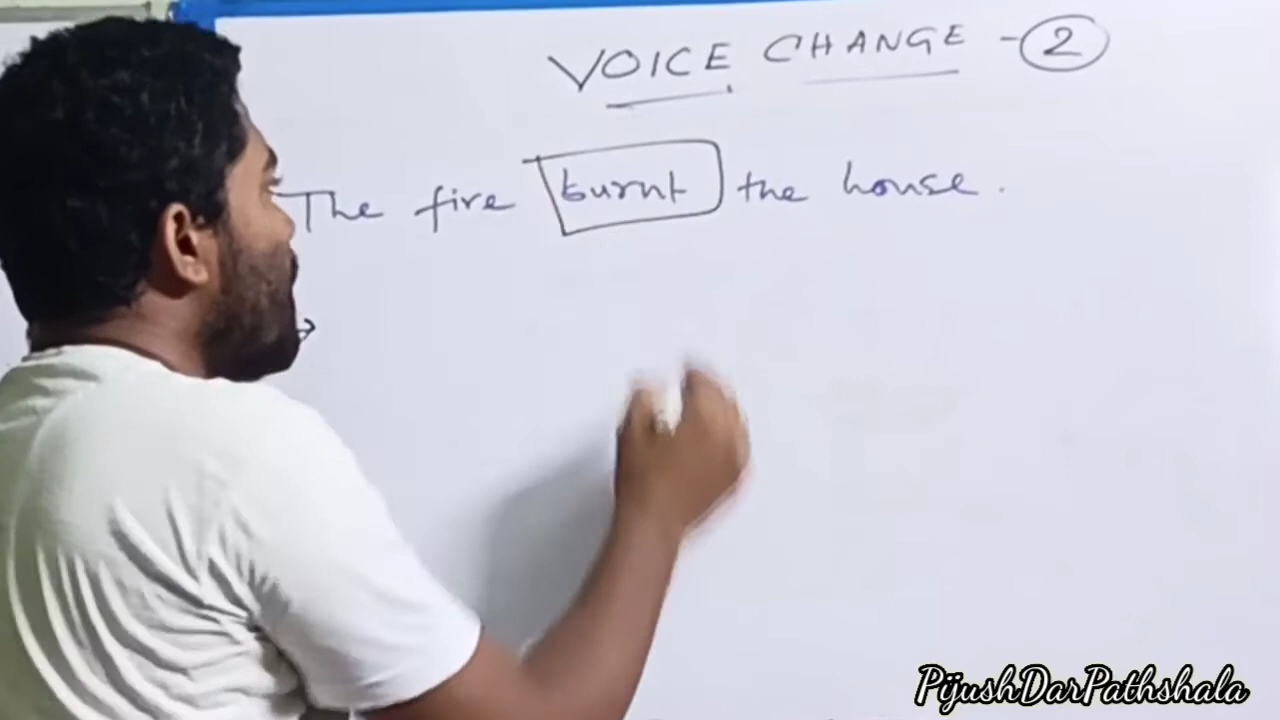 VOICE CHANGE - 2
The fire burnt the house.
→
PijushDarPathshala